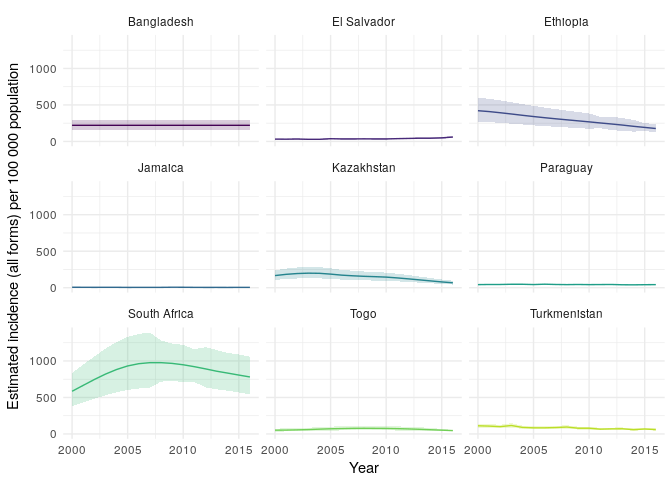 Bangladesh El Salvador Ethiopia
1000
500
0
Jamaica Kazakhstan Paraguay
1000
500
0
South Africa Togo Turkmenistan
1000
500
0
2000 2005 2010 2015 2000 2005 2010 2015 2000 2005 2010 2015
Year
Estimated incidence (all forms) per 100 000 population